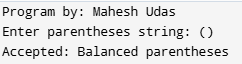 Program by: Mahesh Udas
Enter parentheses string: ()
Accepted: Balanced parentheses